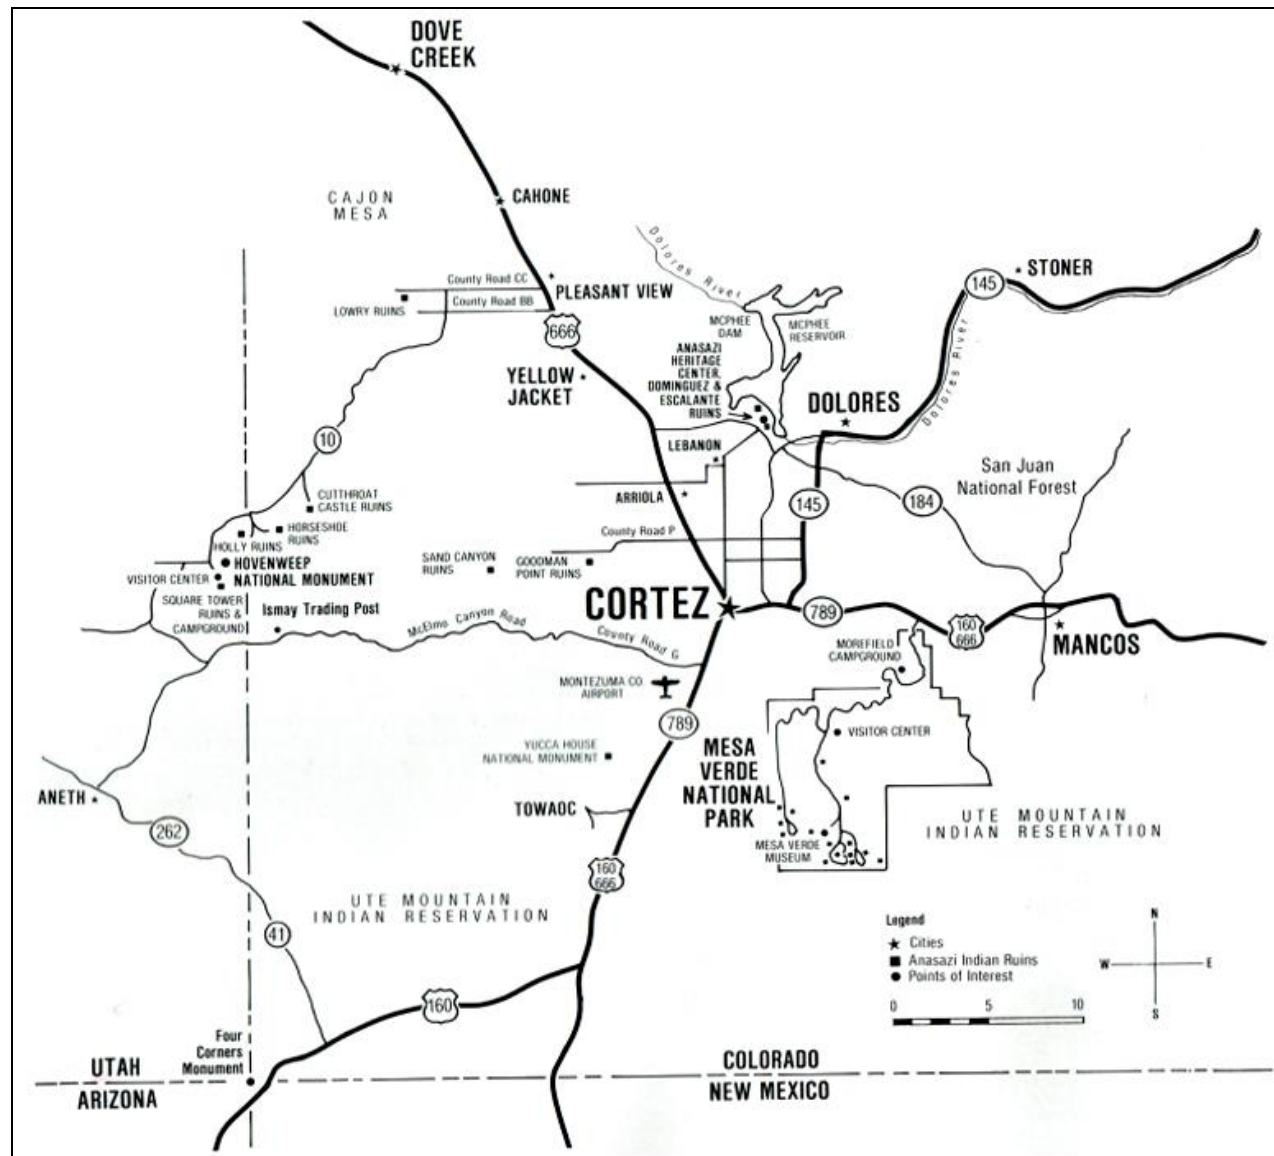 DOVE
CREEK
CAHONE
CAJON
MESA
Dolores River
STONER
145
County Road CC
PLEASANT VIEW
County Road BB
LOWRY RUINS
666
MCPHEE
DAM
MCPHEE
RESERVOIR
ANASAZI
HERITAGE
CENTER,
DOMINGUEZ &
ESCALANTE
RUINS
YELLOW
JACKET
DOLORES
Dolores River
LEBANON
10
San Juan
National Forest
ARRIOLA
145
184
CUTTHROAT
CASTLE RUINS
HORSESHOE
RUINS
HOLLY RUINS
County Road P
SAND CANYON
RUINS
GOODMAN
POINT RUINS
HOVENWEEP
NATIONAL MONUMENT
VISITOR CENTER
SQUARE TOWER
RUINS &
CAMPGROUND
Ismay Trading Post
CORTEZ
789
160
666
MANCOS
McElmo Canyon Road
County Road G
MOREFIELD
CAMPGROUND
MONTEZUMA CO
AIRPORT
789
VISITOR CENTER
YUCCA HOUSE
NATIONAL MONUMENT
MESA
VERDE
NATIONAL
PARK
ANETH
TOWAOC
262
UTE MOUNTAIN
INDIAN RESERVATION
MESA VERDE
MUSEUM
160
666
UTE MOUNTAIN
INDIAN RESERVATION
41
Legend
Cities
Anasazi Indian Ruins
Points of Interest
N
W
E
S
0 5 10
160
Four
Corners
Monument
UTAH
COLORADO
ARIZONA
NEW MEXICO